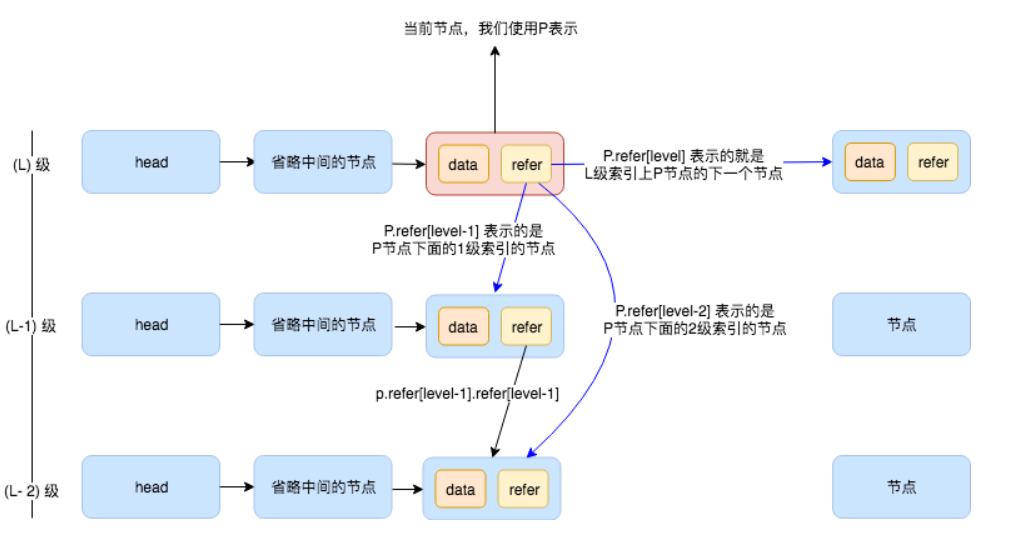 当前节点，我们使用P表示
(L) 级
head
省略中间的节点
data
refer
P.refer[level] 表示的就是
L级索引上P节点的下一个节点
data
refer
P.refer[level-1] 表示的是
P节点下面的1级索引的节点
(L-1) 级
head
省略中间的节点
data
refer
P.refer[level-2] 表示的是
P节点下面的2级索引的节点
节点
p.refer[level-1].refer[level-1]
(L- 2) 级
head
省略中间的节点
data
refer
节点